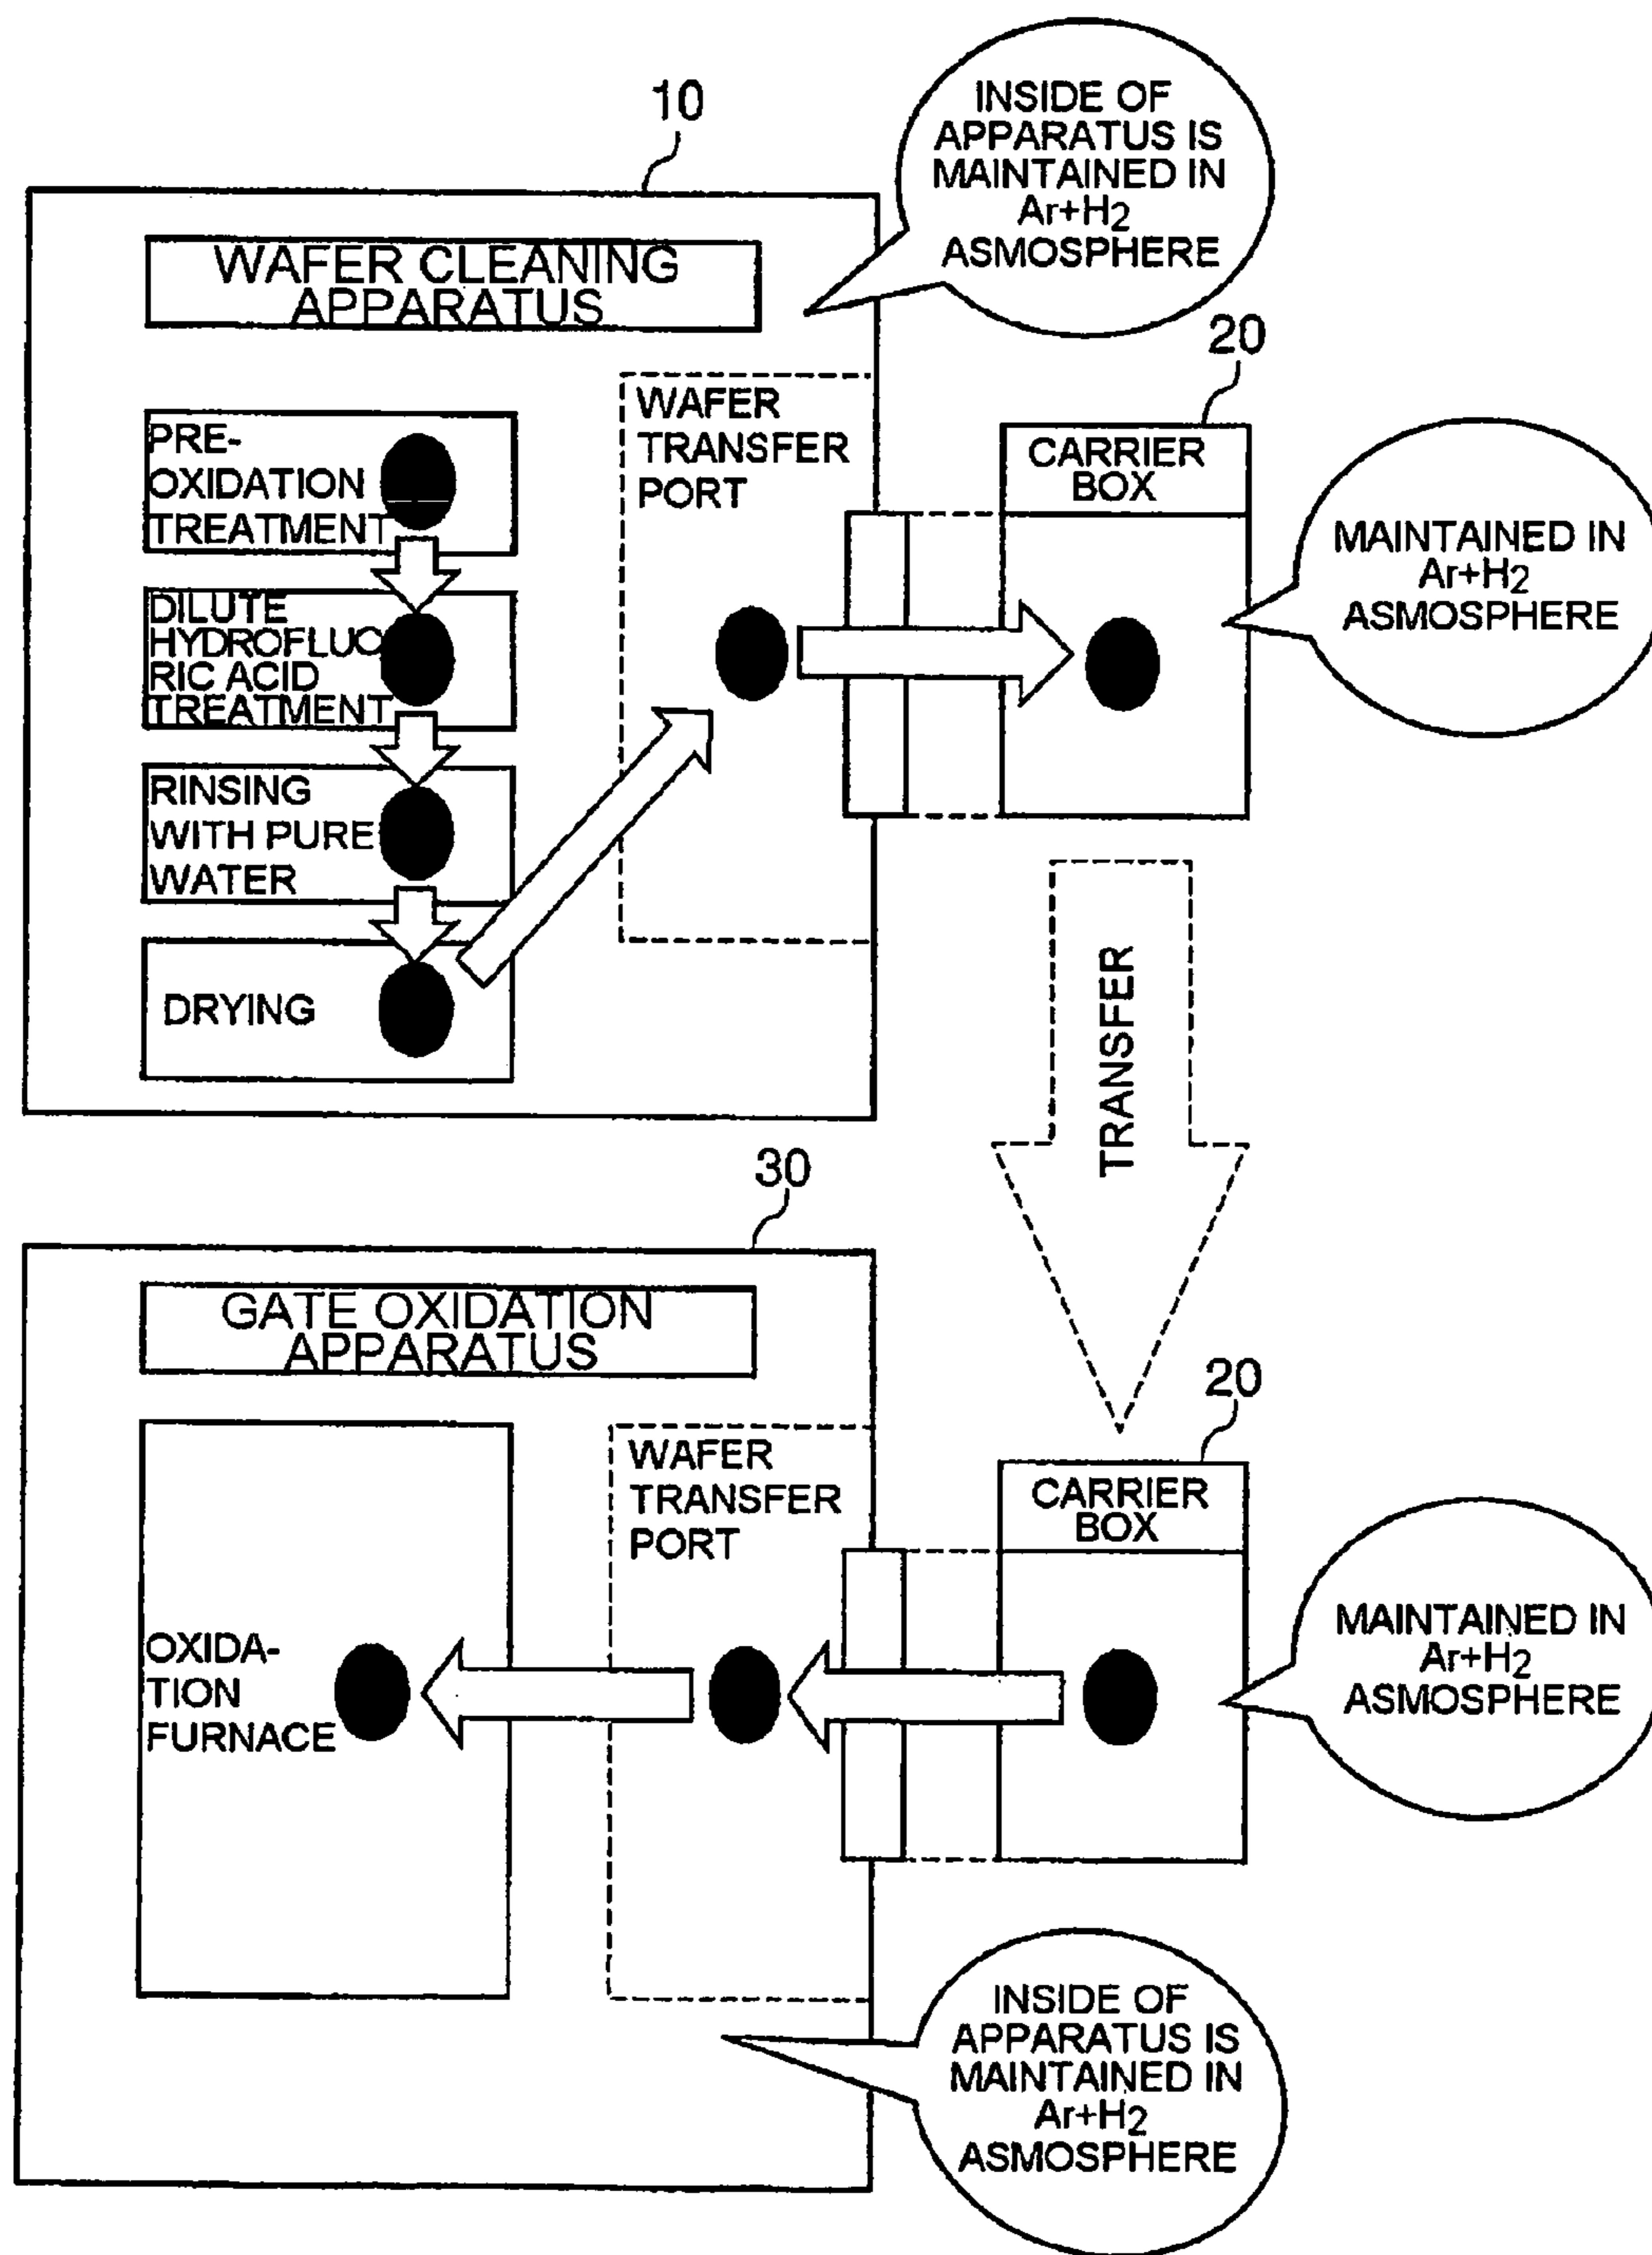 10
INSIDE OF
APPARATUS IS
MAINTAINED IN
Ar+H2
ASMOSPHERE
WAFER CLEANING
APPARATUS
20
WAFER
TRANSFER
PORT
CARRIER
BOX
PRE-
OXIDATION
TREATMENT
MAINTAINED IN
Ar+H2
ASMOSPHERE
DILUTE
HYDROFLUO
RIC ACID
TREATMENT
RINSING
WITH PURE
WATER
DRYING
TRANSFER
30
GATE OXIDATION
APPARATUS
20
WAFER
TRANSFER
PORT
CARRIER
BOX
OXIDA-
TION
FURNACE
MAINTAINED IN
Ar+H2
ASMOSPHERE
INSIDE OF
APPARATUS IS
MAINTAINED IN
Ar+H2
ASMOSPHERE